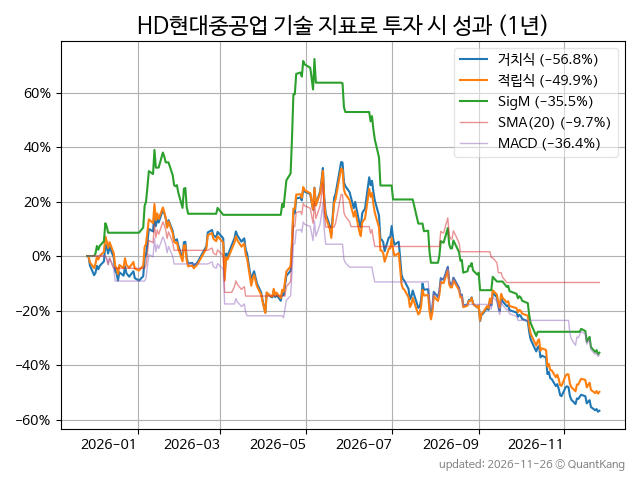 HD현대중공업 기술 지표로 투자 시 성과 (1년)
거치식 (−56.8%)
적립식 (−49.9%)
SigM (−35.5%)
SMA(20) (−9.7%)
MACD (−36.4%)
60%
40%
20%
0%
−20%
−40%
−60%
2026-01
2026-03
2026-05
2026-07
2026-09
2026-11
updated: 2026-11-26 © QuantKang